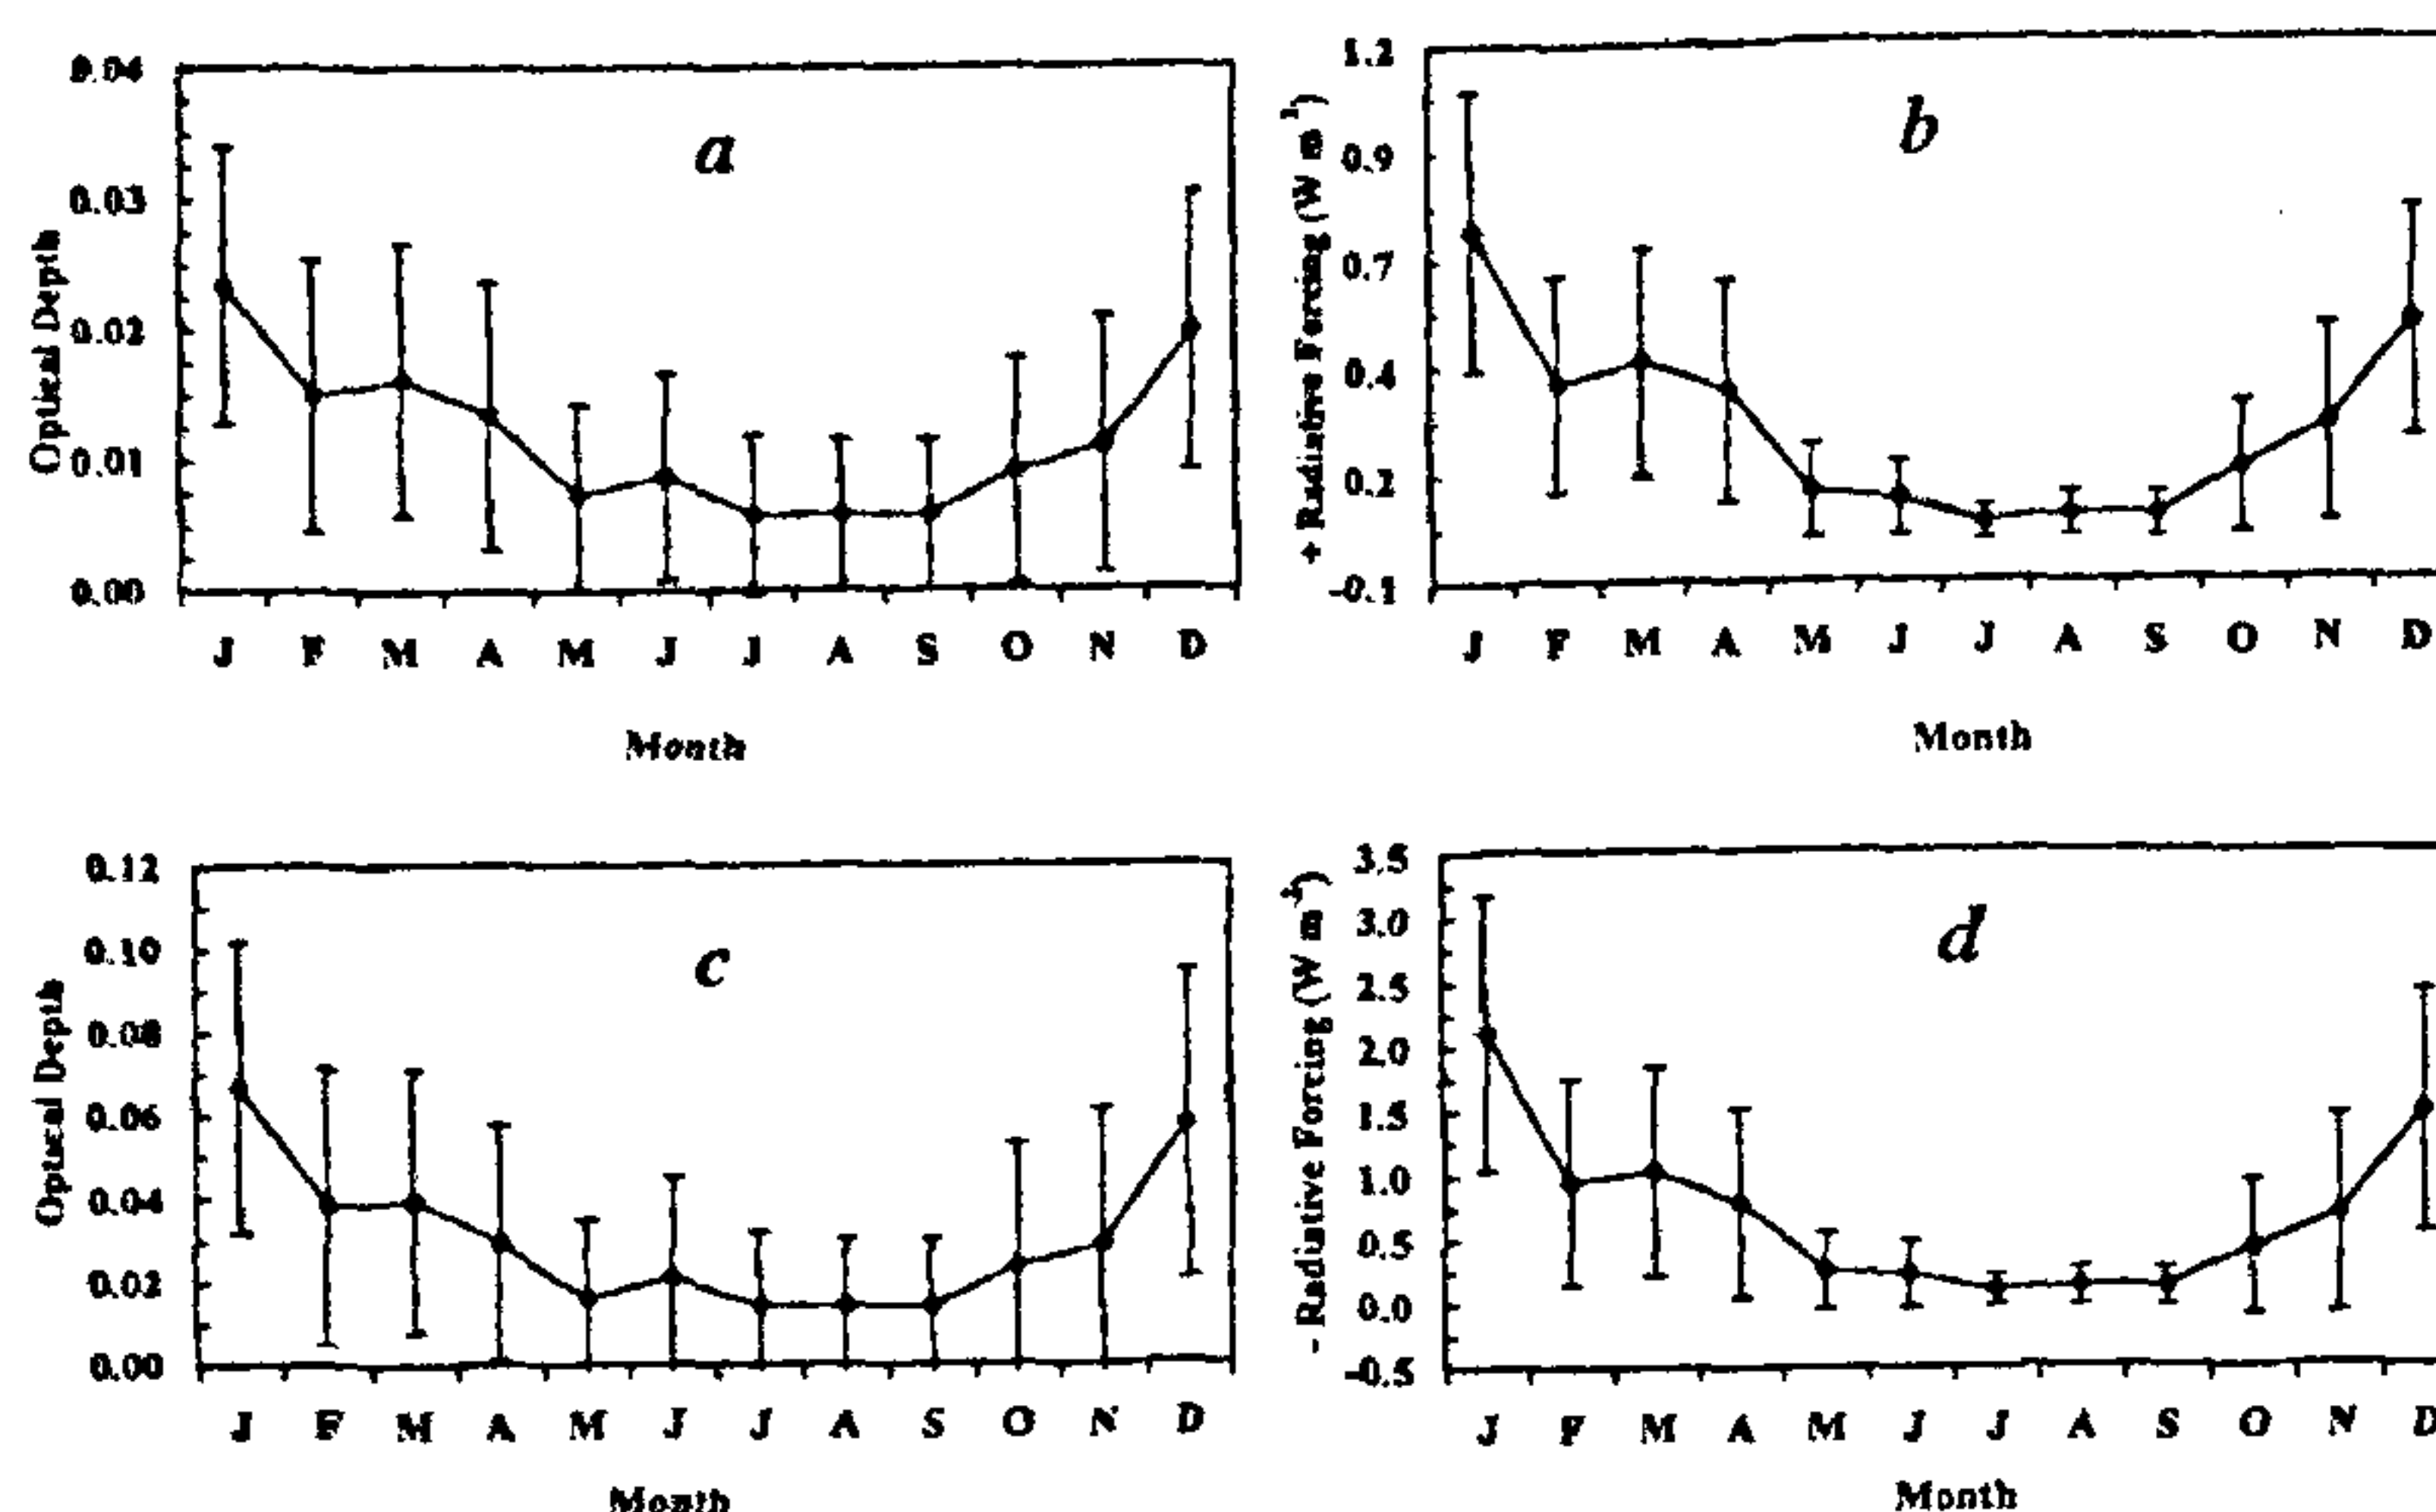 a
Optical Depth
0.04
0.03
0.02
0.01
0.00
J F M A M J J A S O N D
Month
b
+ Radiative Forcing (W m
1.2
0.9
0.7
0.4
0.2
-0.1
J F M A M J J A S O N D
Month
c
Optical Depth
0.12
0.10
0.08
0.06
0.04
0.02
0.00
J F M A M J J A S O N D
Month
d
- Radiative Forcing (W m
3.5
3.0
2.5
2.0
1.5
1.0
0.5
0.0
-0.5
J F M A M J J A S O N D
Month